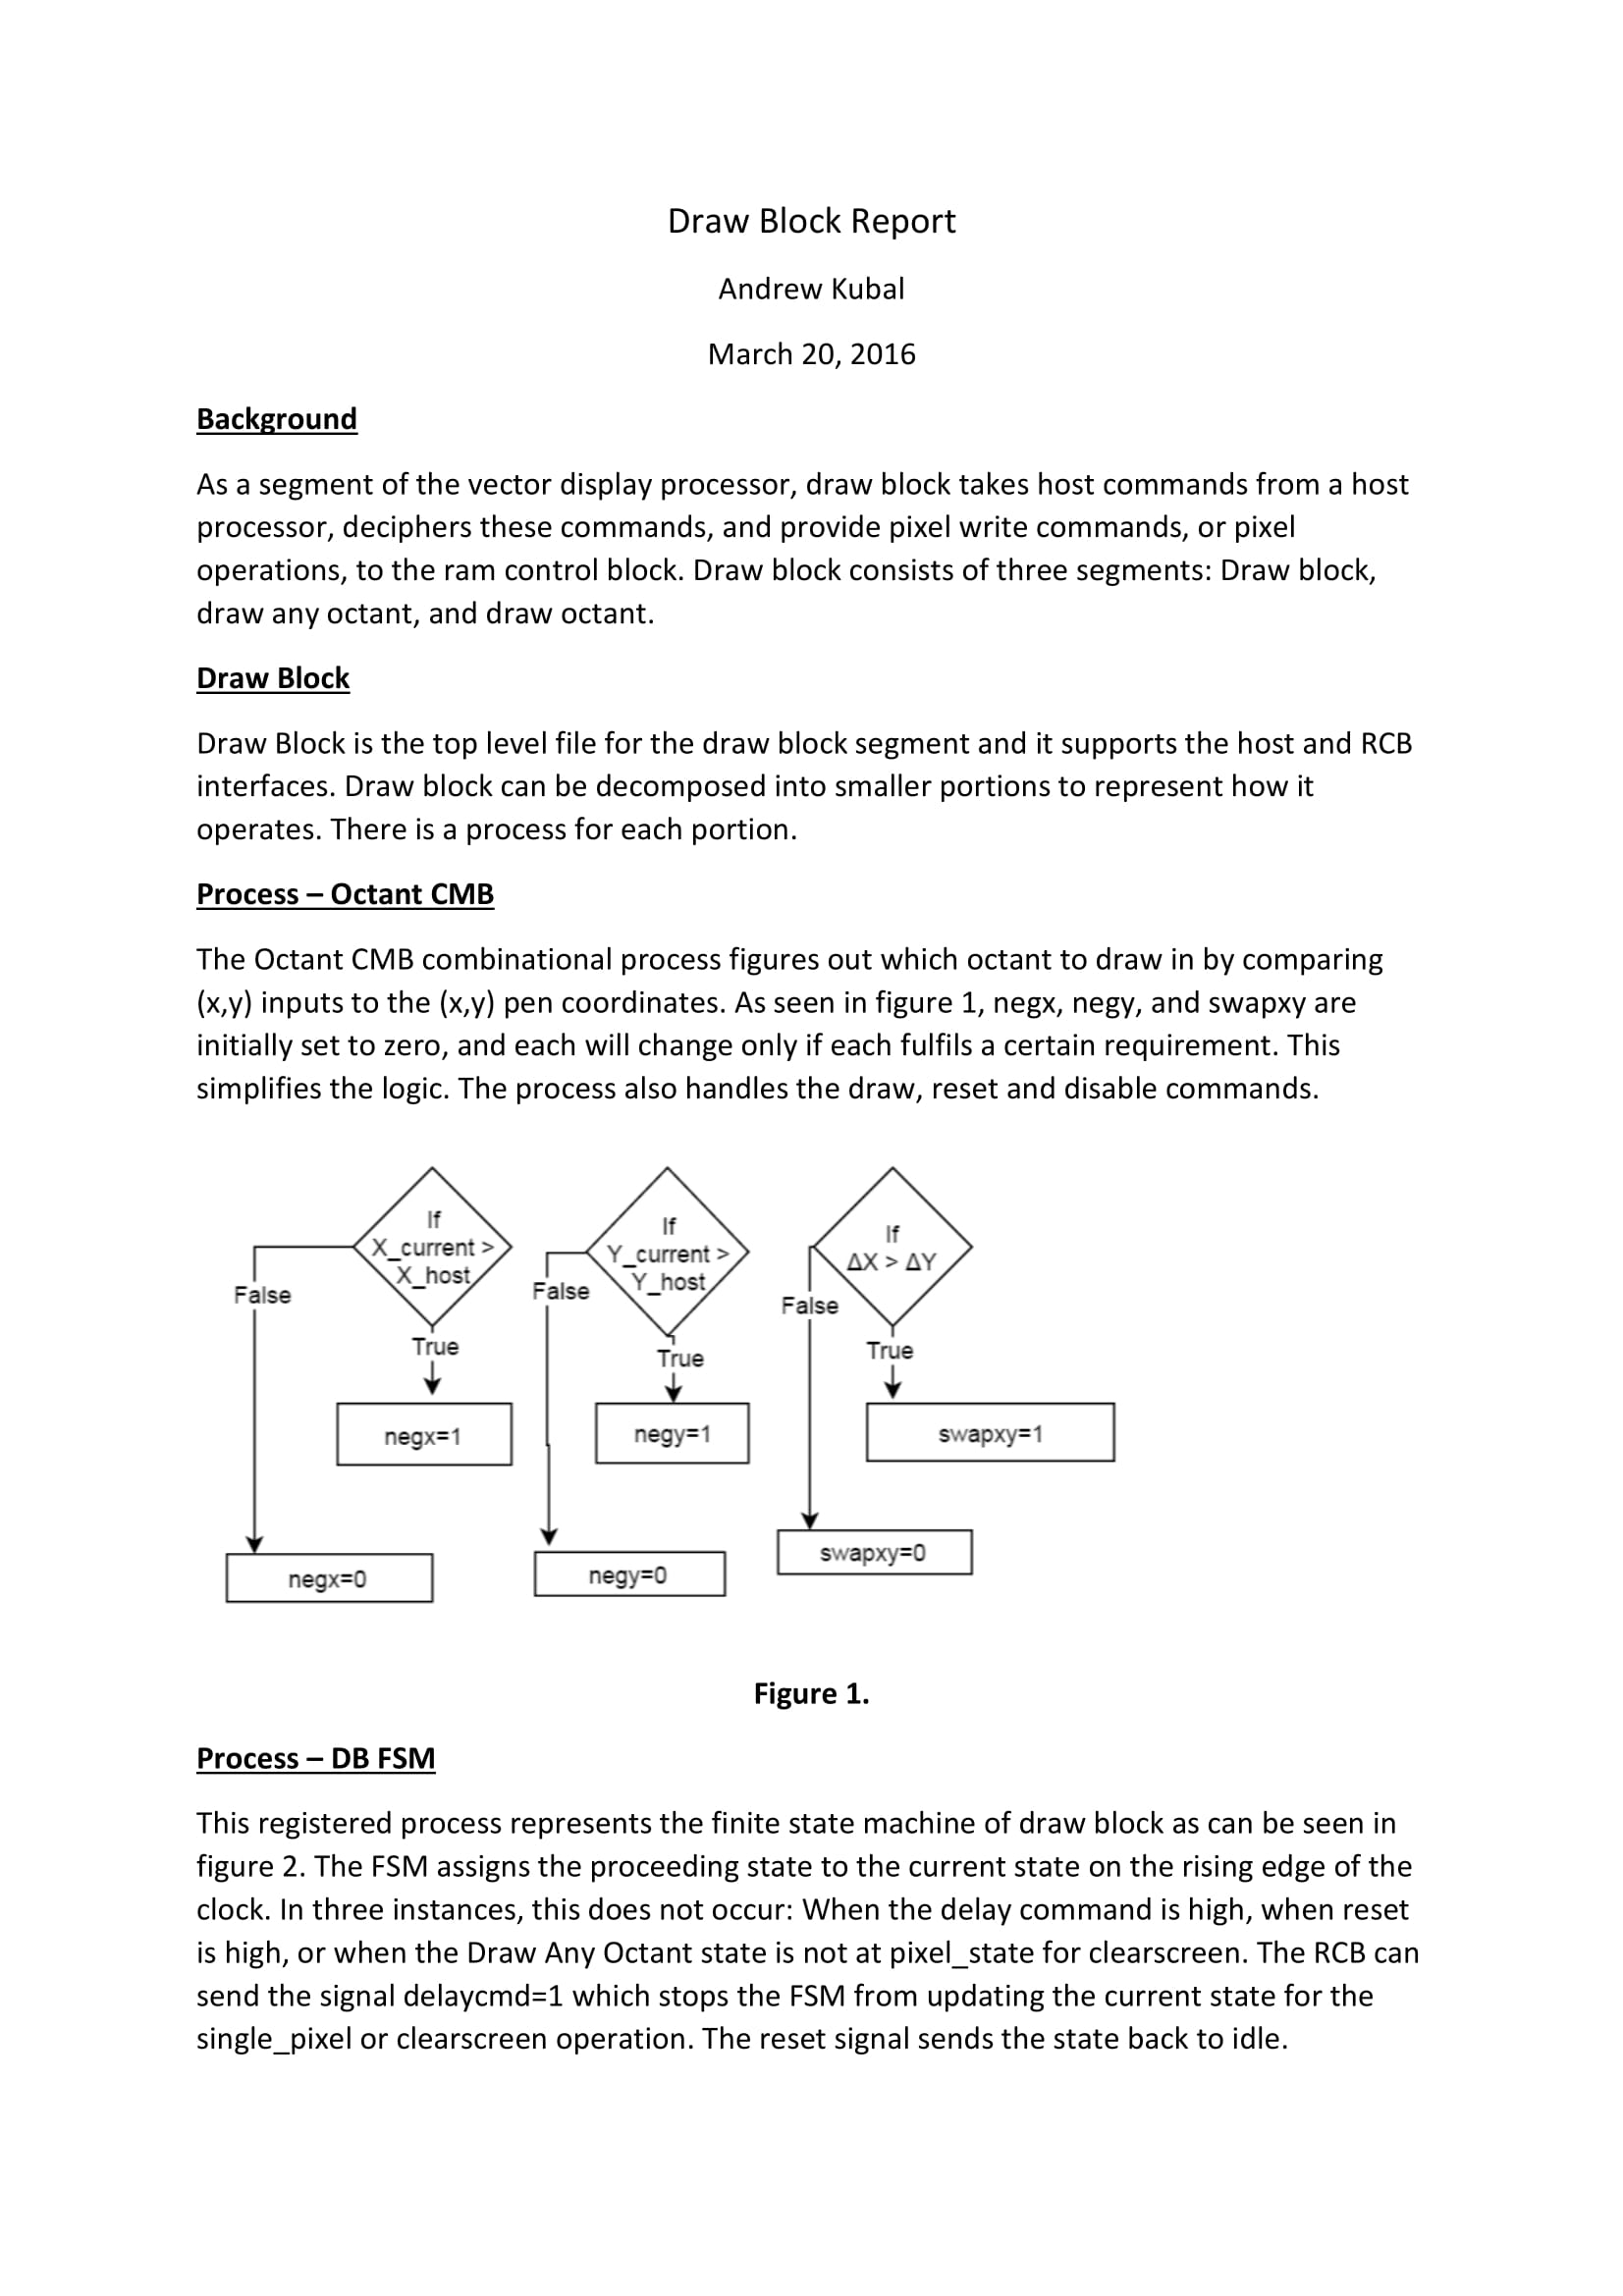 Draw Block Report
Andrew Kubal
March 20, 2016
Background
As a segment of the vector display processor, draw block takes host commands from a host
processor, deciphers these commands, and provide pixel write commands, or pixel
operations, to the ram control block. Draw block consists of three segments: Draw block,
draw any octant, and draw octant.
Draw Block
Draw Block is the top level file for the draw block segment and it supports the host and RCB
interfaces. Draw block can be decomposed into smaller portions to represent how it
operates. There is a process for each portion.
Process – Octant CMB
The Octant CMB combinational process figures out which octant to draw in by comparing
(x,y) inputs to the (x,y) pen coordinates. As seen in figure 1, negx, negy, and swapxy are
initially set to zero, and each will change only if each fulfils a certain requirement. This
simplifies the logic. The process also handles the draw, reset and disable commands.
If
X_current >
X_host
False
True
negx=1
negx=0
If
Y_current >
Y_host
False
True
negy=1
negy=0
If
ΔX > ΔY
False
True
swapxy=1
swapxy=0
Figure 1.
Process – DB FSM
This registered process represents the finite state machine of draw block as can be seen in
figure 2. The FSM assigns the proceeding state to the current state on the rising edge of the
clock. In three instances, this does not occur: When the delay command is high, when reset
is high, or when the Draw Any Octant state is not at pixel_state for clearscreen. The RCB can
send the signal delaycmd=1 which stops the FSM from updating the current state for the
single_pixel or clearscreen operation. The reset signal sends the state back to idle.